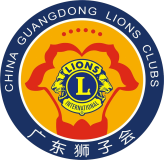 CHINA GUANGDONG LIONS CLUBS
LIONS
L
INTERNATIONAL
广东狮子会